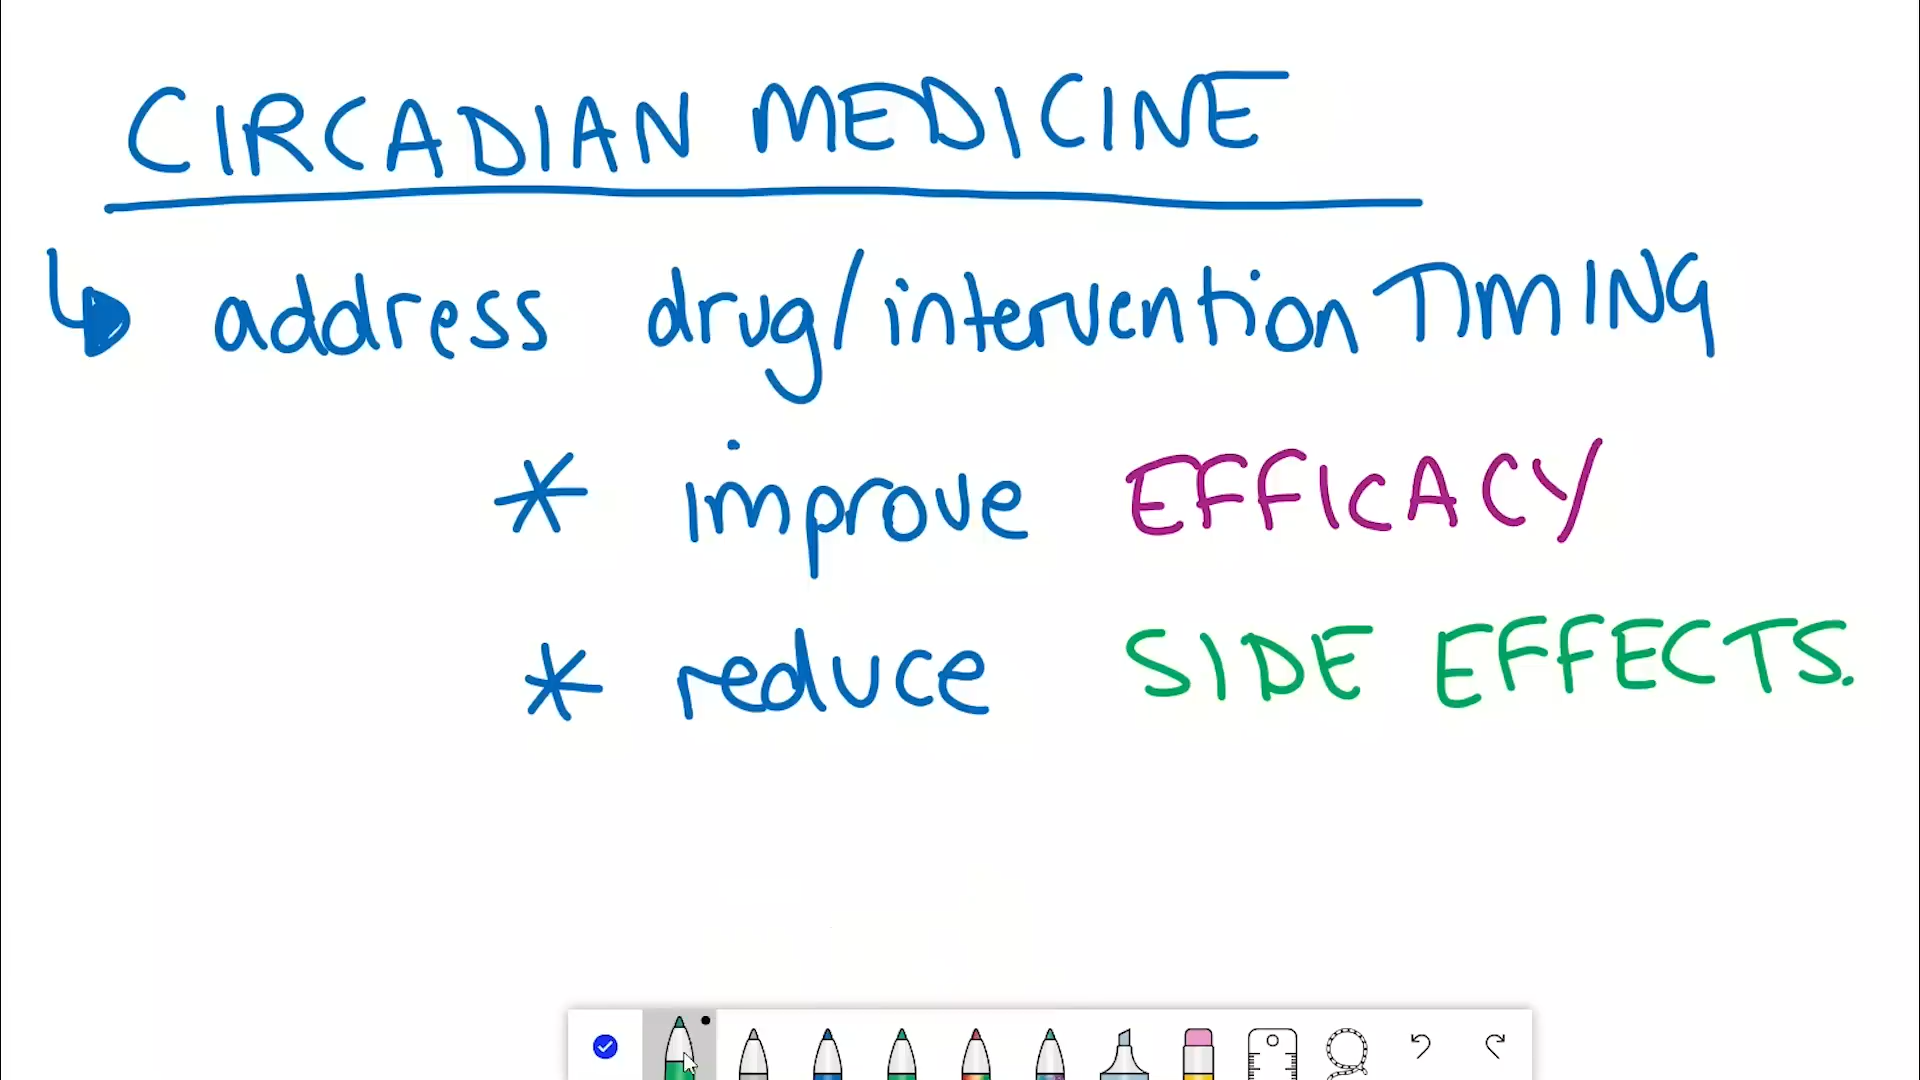 CIRCADIAN MEDICINE
address drug/intervention TIMING
* improve EFFICACY
* reduce SIDE EFFECTS.